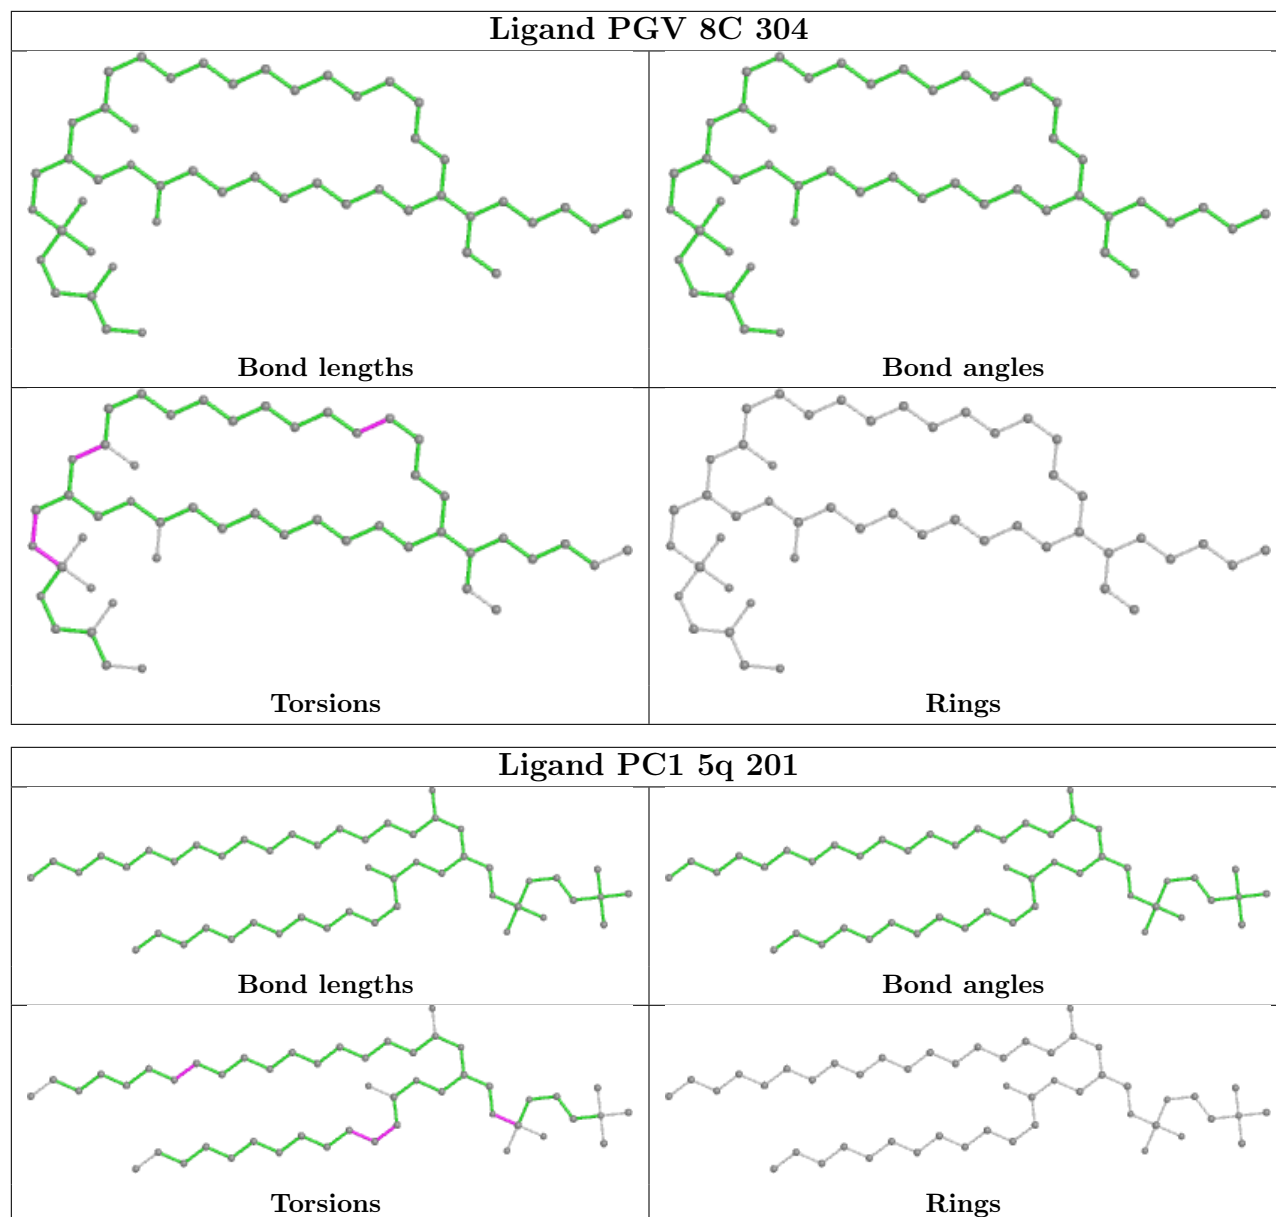 Ligand PGV 8C 304
Bond lengths
Bond angles
Torsions
Rings
Ligand PC1 5q 201
Bond lengths
Bond angles
Torsions
Rings